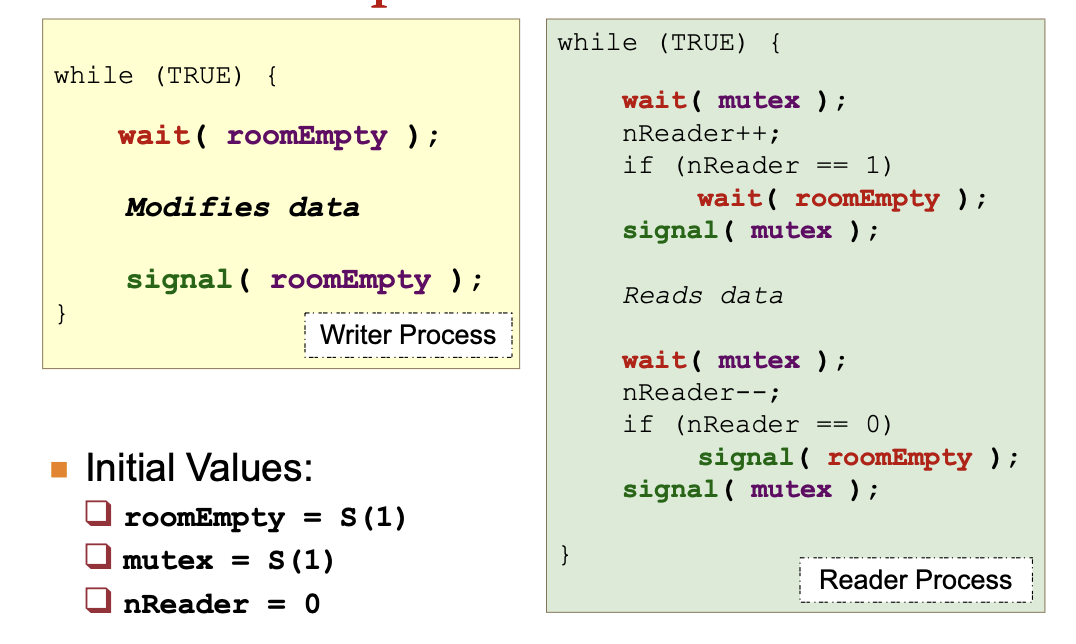 while (TRUE) {
wait( roomEmpty );
Modifies data
signal( roomEmpty );
}
Writer Process
Initial Values:
roomEmpty = S(1)
mutex = S(1)
nReader = 0
while (TRUE) {
wait( mutex );
nReader++;
if (nReader == 1)
wait( roomEmpty );
signal( mutex );
Reads data
wait( mutex );
nReader--;
if (nReader == 0)
signal( roomEmpty );
signal( mutex );
}
Reader Process